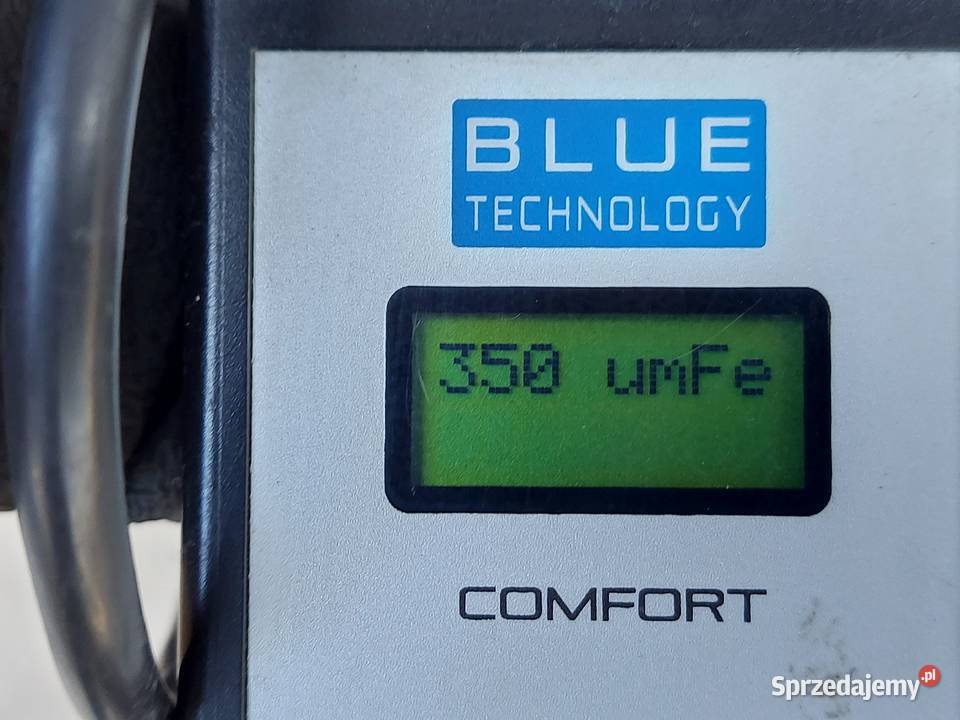 BLUE
TECHNOLOGY
350 umFe
COMFORT
Sprzedajemy.pl